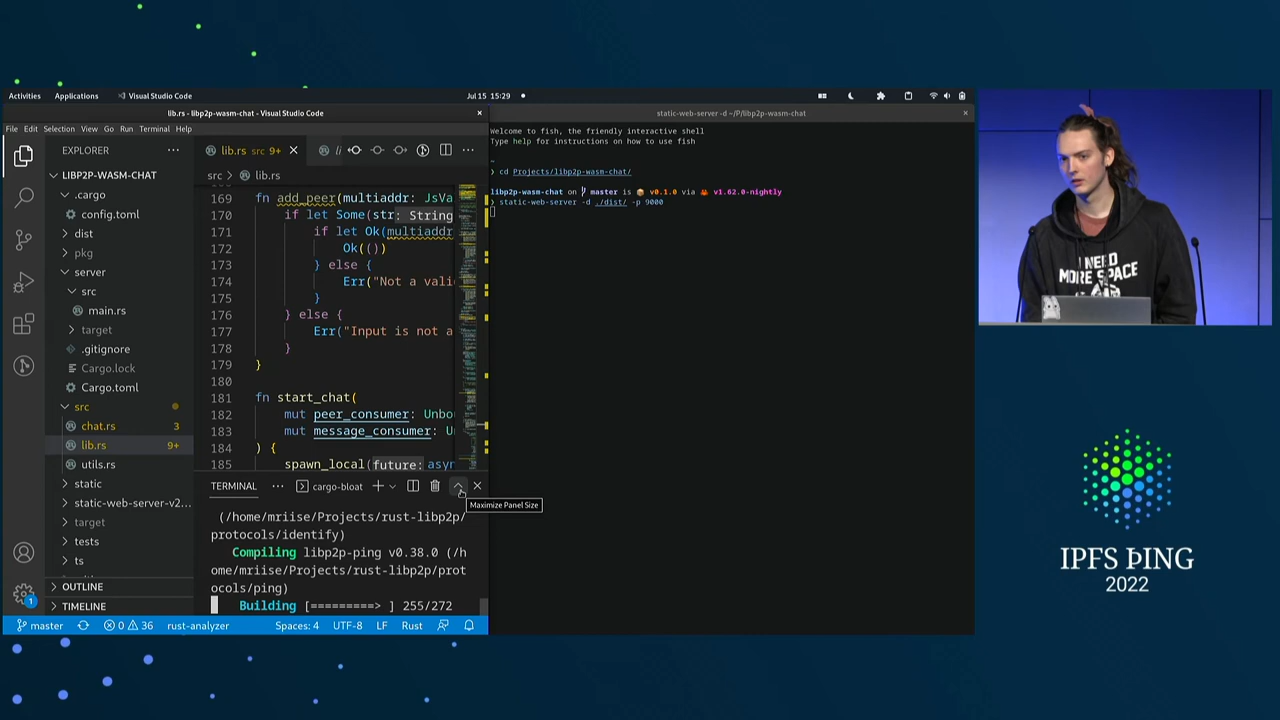 Activities Applications Visual Studio Code Jul 15 15:29
lib.rs - libp2p-wasm-chat - Visual Studio Code
File Edit Selection View Go Run Terminal Help
EXPLORER
LIBP2P-WASM-CHAT
.cargo
config.toml
dist
pkg
server
src
main.rs
target
.gitignore
Cargo.lock
Cargo.toml
src
chat.rs 3
lib.rs 9+
utils.rs
static
static-web-server-v2...
target
tests
ts
OUTLINE
TIMELINE
lib.rs src 9+
src > lib.rs
169 fn add_peer(multiaddr: JsVa
170 if let Some(str: String
171 if let Ok(multiaddr
172 Ok(())
173 } else {
174 Err("Not a vali
175 }
176 } else {
177 Err("Input is not a
178 }
179 }
180
181 fn start_chat(
182 mut peer_consumer: Unbo
183 mut message_consumer: U
184 ) {
185 spawn_local(future: asyn
TERMINAL ... cargo-bloat
Maximize Panel Size
(/home/mriise/Projects/rust-libp2p/
protocols/identify)
Compiling libp2p-ping v0.38.0 (/h
ome/mriise/Projects/rust-libp2p/prot
ocols/ping)
Building [=========> ] 255/272
1
master 0 36 rust-analyzer Spaces: 4 UTF-8 LF Rust
static-web-server -d ~/P/libp2p-wasm-chat
Welcome to fish, the friendly interactive shell
Type help for instructions on how to use fish
~
❯ cd Projects/libp2p-wasm-chat/
libp2p-wasm-chat on master is 📦 v0.1.0 via 🦀 v1.62.0-nightly
❯ static-web-server -d ./dist/ -p 9000
I NEED
MORE SPACE
IPFS ÞING
2022